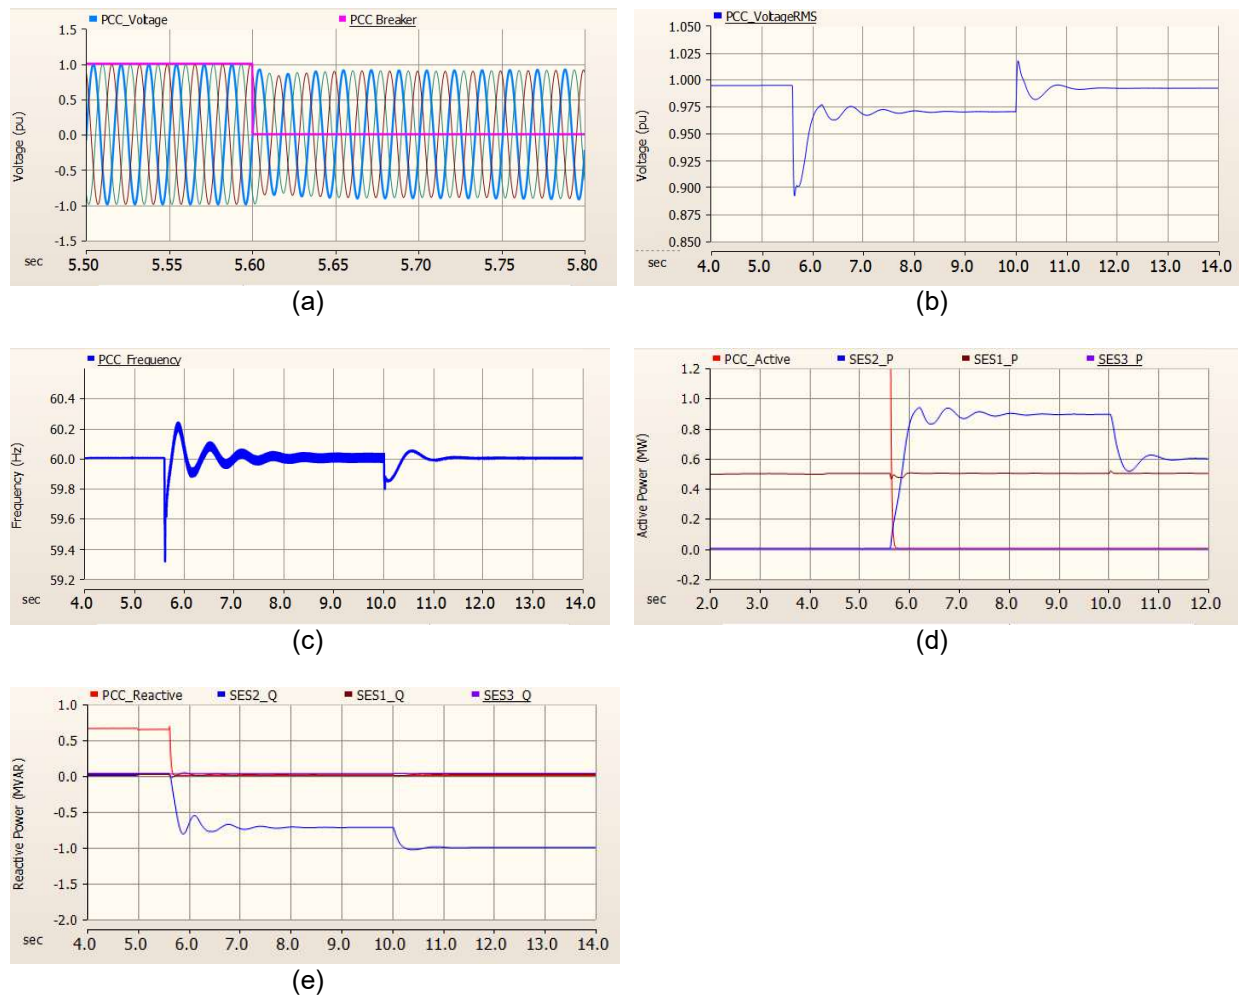 PCC_Voltage PCC Breaker
1.5
1.0
0.5
0.0
-0.5
-1.0
-1.5
Voltage (pu)
sec
5.50 5.55 5.60 5.65 5.70 5.75 5.80
(a)
PCC_VoltageRMS
1.050
1.025
1.000
0.975
0.950
0.925
0.900
0.875
0.850
Voltage (pu)
sec
4.0 5.0 6.0 7.0 8.0 9.0 10.0 11.0 12.0 13.0 14.0
(b)
PCC_Frequency
60.4
60.2
60.0
59.8
59.6
59.4
59.2
Frequency (Hz)
sec
4.0 5.0 6.0 7.0 8.0 9.0 10.0 11.0 12.0 13.0 14.0
(c)
PCC_Active SES2_P SES1_P SES3_P
1.2
1.0
0.8
0.6
0.4
0.2
0.0
-0.2
Active Power (MW)
sec
2.0 3.0 4.0 5.0 6.0 7.0 8.0 9.0 10.0 11.0 12.0
(d)
PCC_Reactive SES2_Q SES1_Q SES3_Q
1.0
0.5
0.0
-0.5
-1.0
-1.5
-2.0
Reactive Power (MVAR)
sec
4.0 5.0 6.0 7.0 8.0 9.0 10.0 11.0 12.0 13.0 14.0
(e)